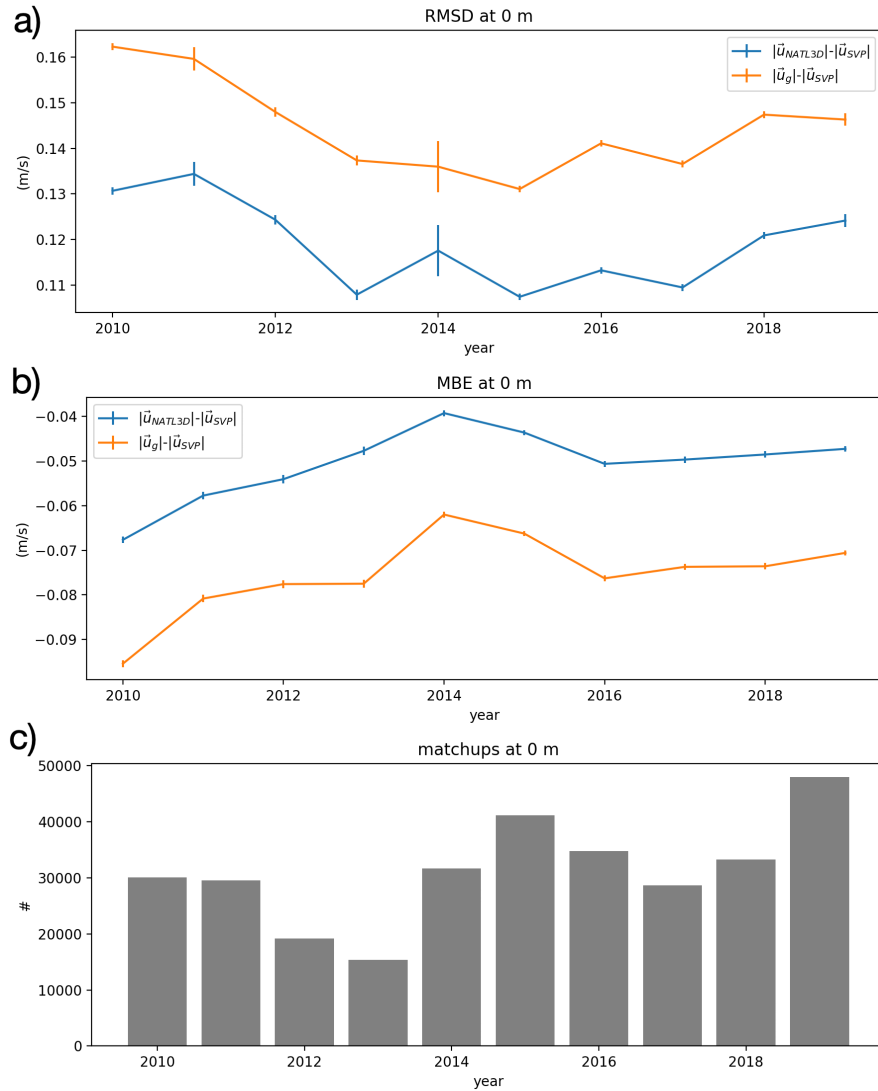 a)
RMSD at 0 m
0.16
0.15
0.14
0.13
0.12
0.11
(m/s)
|u⃗NATL3D|-|u⃗SVP|
|u⃗g|-|u⃗SVP|
2010 2012 2014 2016 2018
year
b)
MBE at 0 m
−0.04
−0.05
−0.06
−0.07
−0.08
−0.09
(m/s)
|u⃗NATL3D|-|u⃗SVP|
|u⃗g|-|u⃗SVP|
2010 2012 2014 2016 2018
year
c)
matchups at 0 m
50000
40000
30000
20000
10000
0
#
2010 2012 2014 2016 2018
year